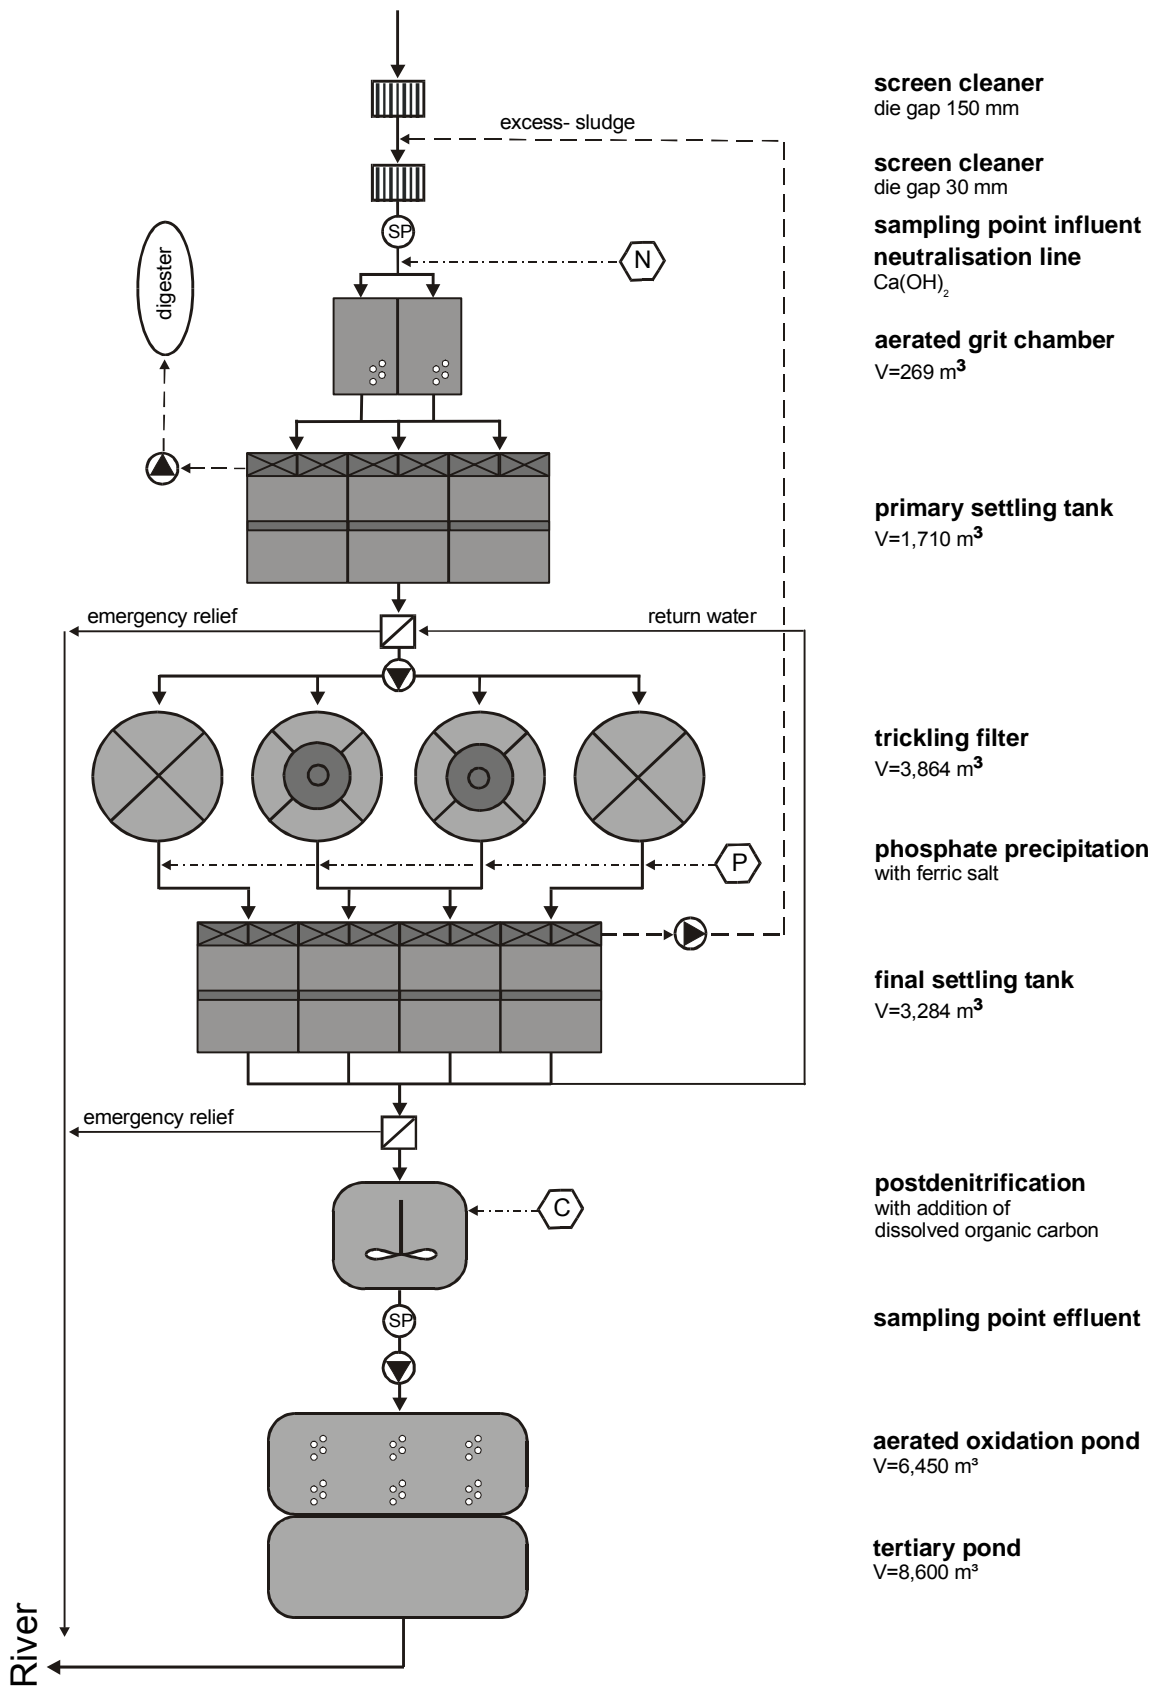 screen cleaner
die gap 150 mm
excess- sludge
screen cleaner
die gap 30 mm
SP
sampling point influent
N
neutralisation line
Ca(OH)₂
digester
aerated grit chamber
V=269 m³
primary settling tank
V=1,710 m³
emergency relief
return water
trickling filter
V=3,864 m³
P
phosphate precipitation
with ferric salt
final settling tank
V=3,284 m³
emergency relief
C
postdenitrification
with addition of
dissolved organic carbon
SP
sampling point effluent
aerated oxidation pond
V=6,450 m³
tertiary pond
V=8,600 m³
River